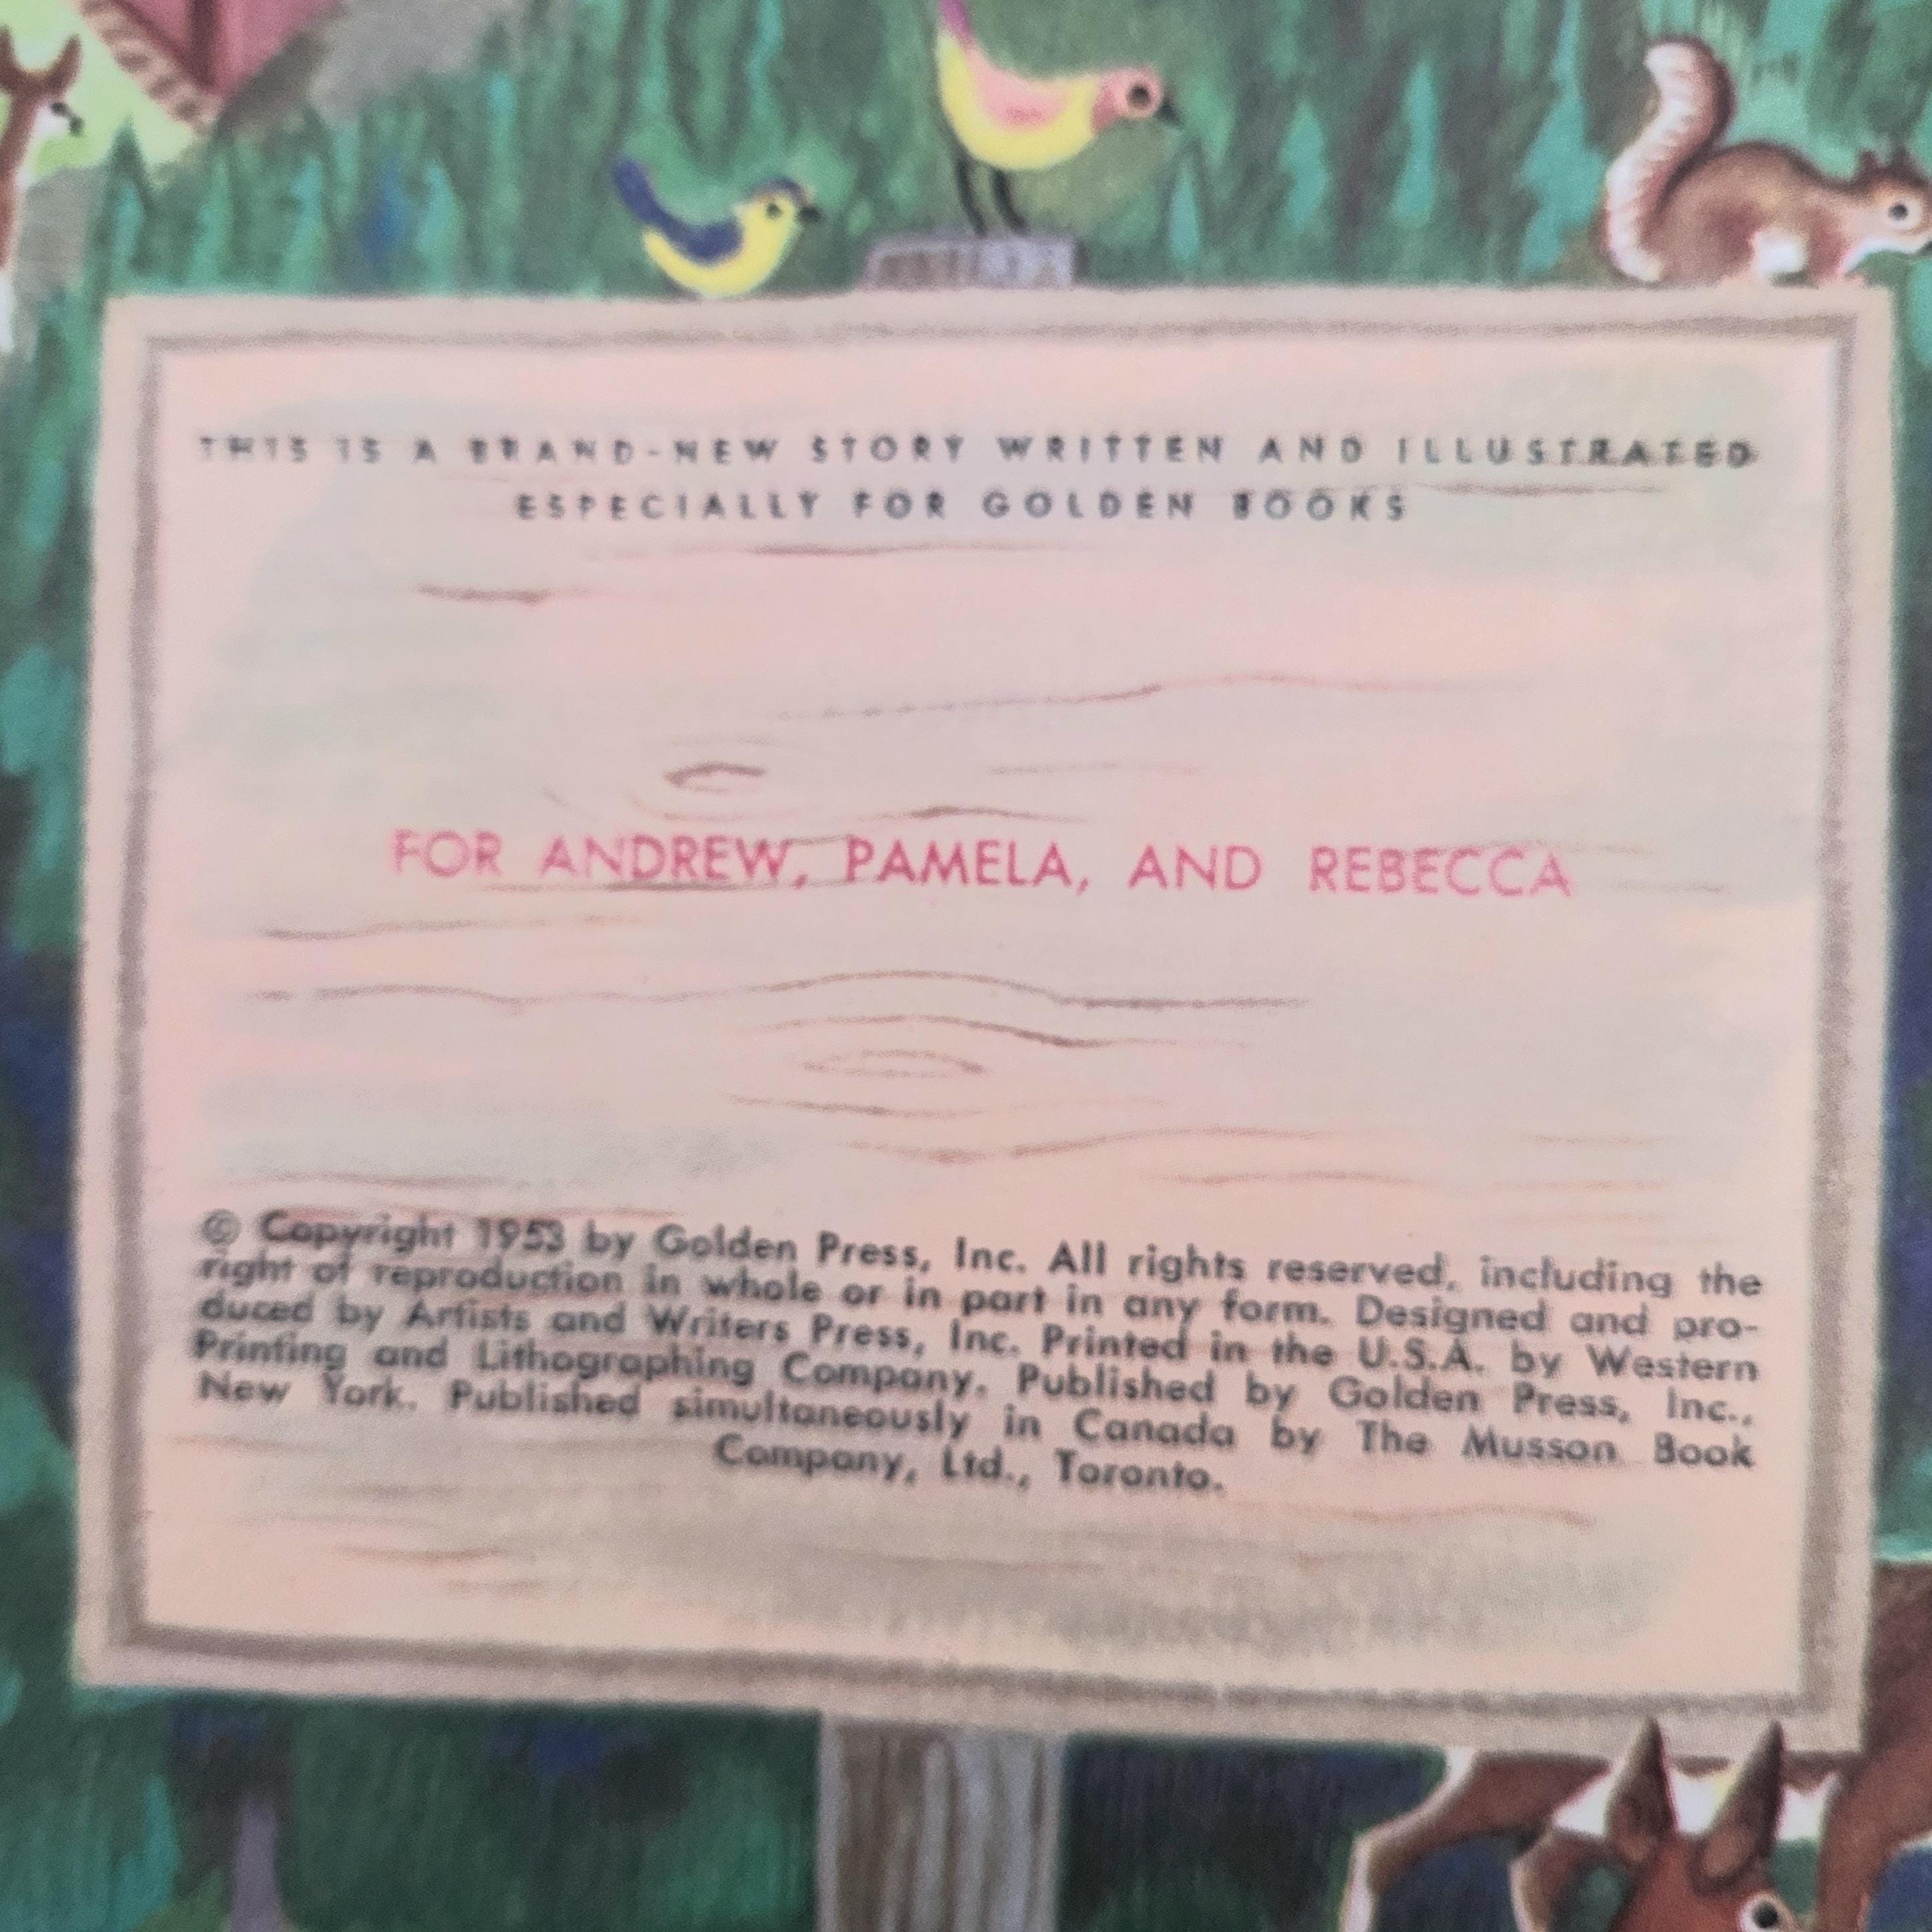 THIS IS A BRAND-NEW STORY WRITTEN AND ILLUSTRATED
ESPECIALLY FOR GOLDEN BOOKS
FOR ANDREW, PAMELA, AND REBECCA
© Copyright 1953 by Golden Press, Inc. All rights reserved, including the
right of reproduction in whole or in part in any form. Designed and pro-
duced by Artists and Writers Press, Inc. Printed in the U.S.A. by Western
Printing and Lithographing Company. Published by Golden Press, Inc.,
New York. Published simultaneously in Canada by The Musson Book
Company, Ltd., Toronto.